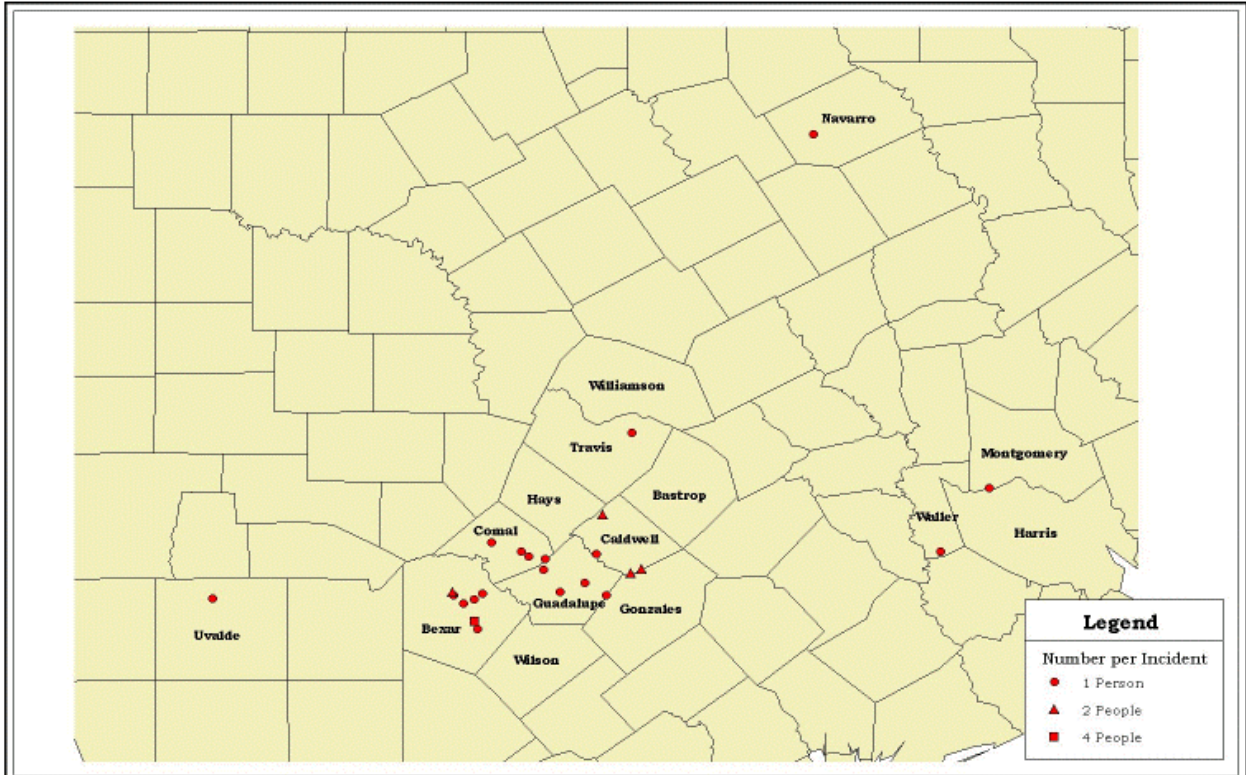 Navarro
Williamson
Travis
Montgomery
Hays
Bastrop
Waller
Comal
Caldwell
Harris
Guadalupe
Gonzales
Bexar
Uvalde
Wilson
Legend
Number per Incident
1 Person
2 People
4 People